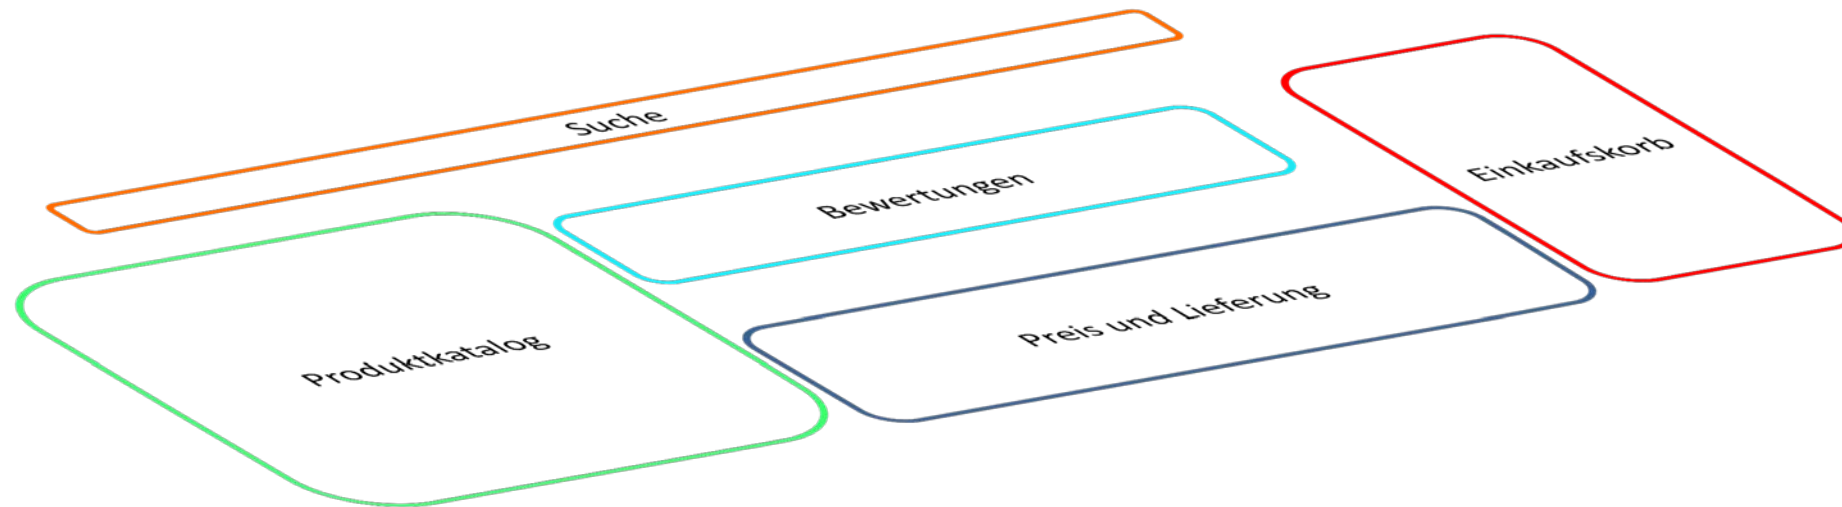 Suche
Bewertungen
Einkaufskorb
Produktkatalog
Preis und Lieferung